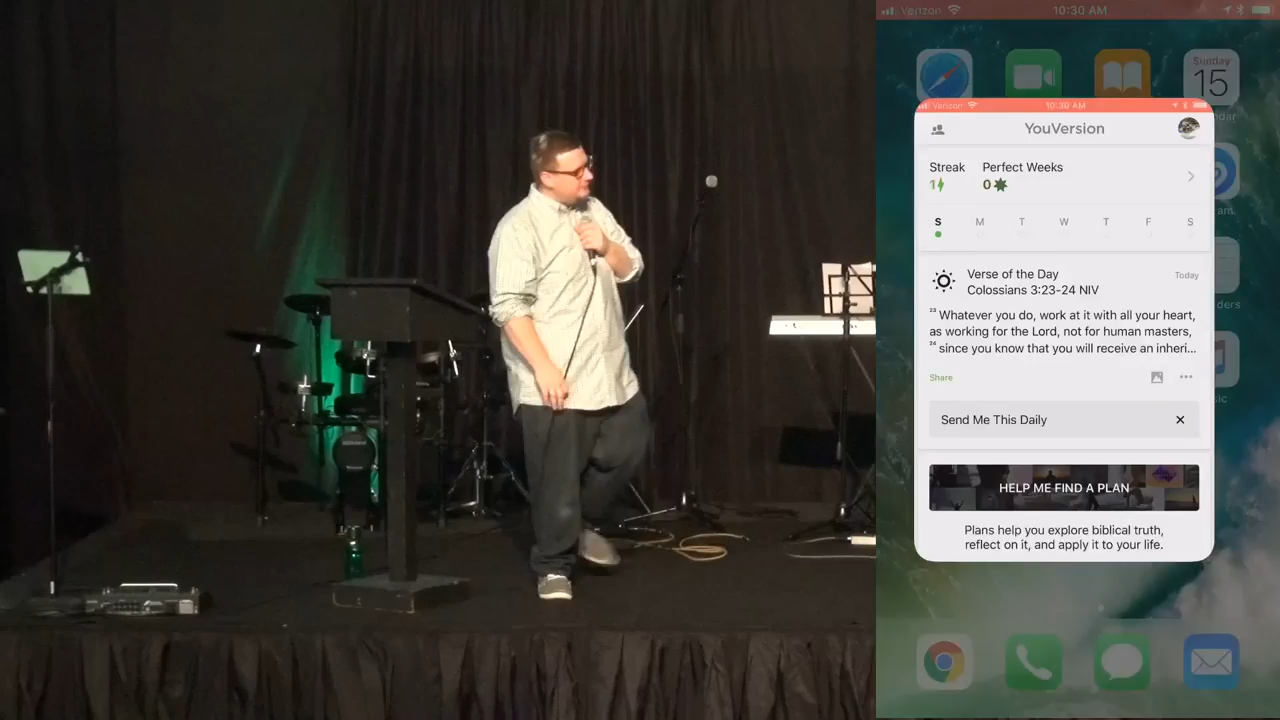 Verizon
10:30 AM
Sunday
15
Verizon
10:30 AM
YouVersion
Streak
Perfect Weeks
1
0
S M T W T F S
Verse of the Day
Today
Colossians 3:23-24 NIV
23 Whatever you do, work at it with all your heart,
as working for the Lord, not for human masters,
24 since you know that you will receive an inheri...
Share
Send Me This Daily
HELP ME FIND A PLAN
Plans help you explore biblical truth,
reflect on it, and apply it to your life.